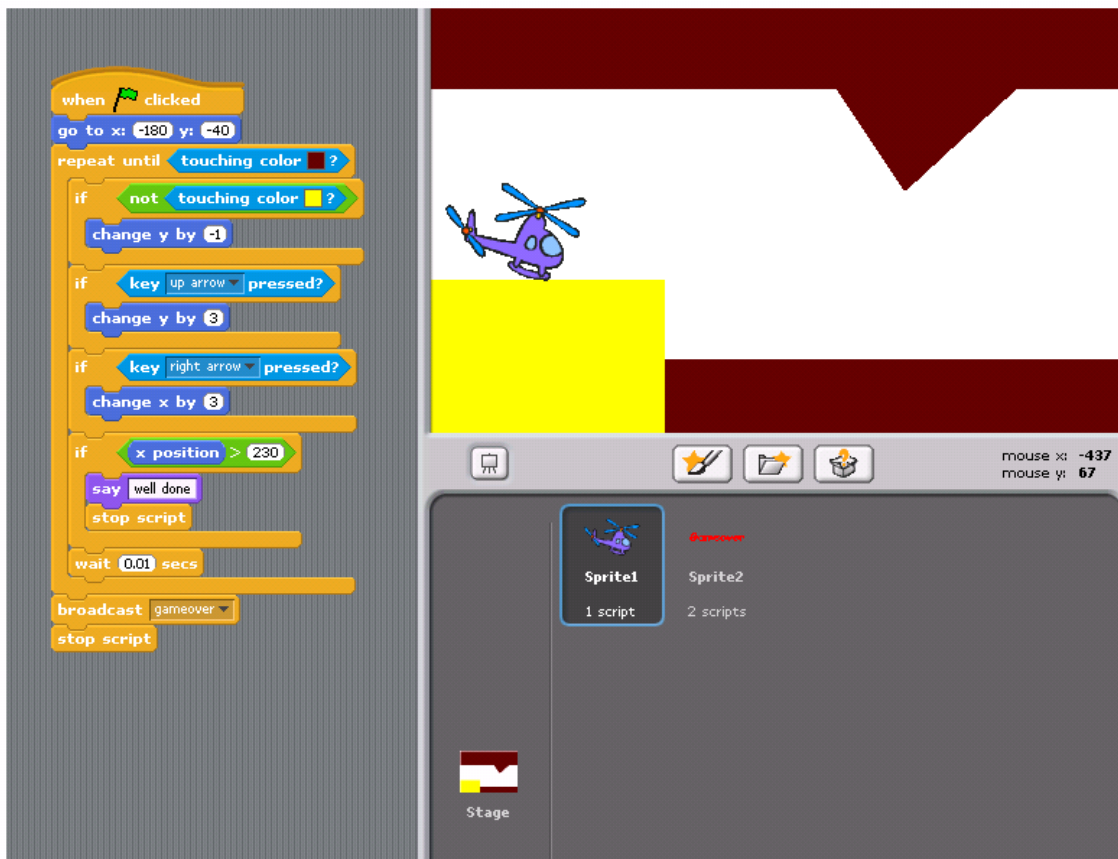 when clicked
go to x: -180 y: -40
repeat until touching color ?
if not touching color ?
change y by -1
if key up arrow pressed?
change y by 3
if key right arrow pressed?
change x by 3
if x position > 230
say well done
stop script
wait 0.01 secs
broadcast gameover
stop script
mouse x: -437
mouse y: 67
Sprite1
1 script
Sprite2
2 scripts
Stage